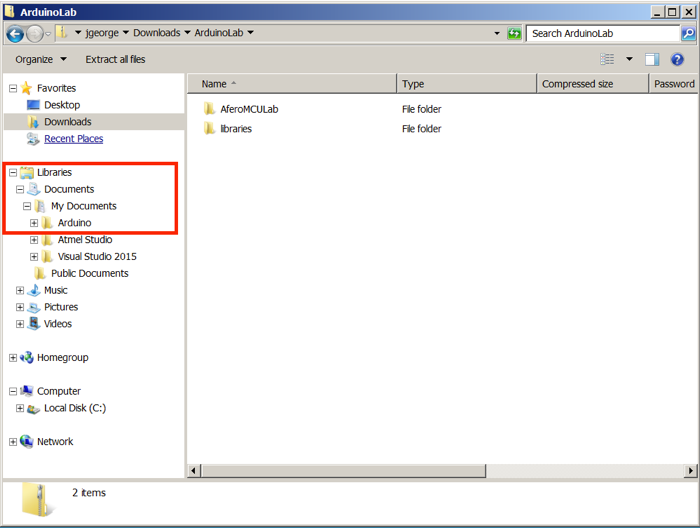 ArduinoLab
jgeorge Downloads ArduinoLab
Search ArduinoLab
Organize Extract all files
Favorites
Desktop
Downloads
Recent Places
Libraries
Documents
My Documents
Arduino
Atmel Studio
Visual Studio 2015
Public Documents
Music
Pictures
Videos
Homegroup
Computer
Local Disk (C:)
Network
Name Type Compressed size Password
AferoMCULab File folder
libraries File folder
2 items